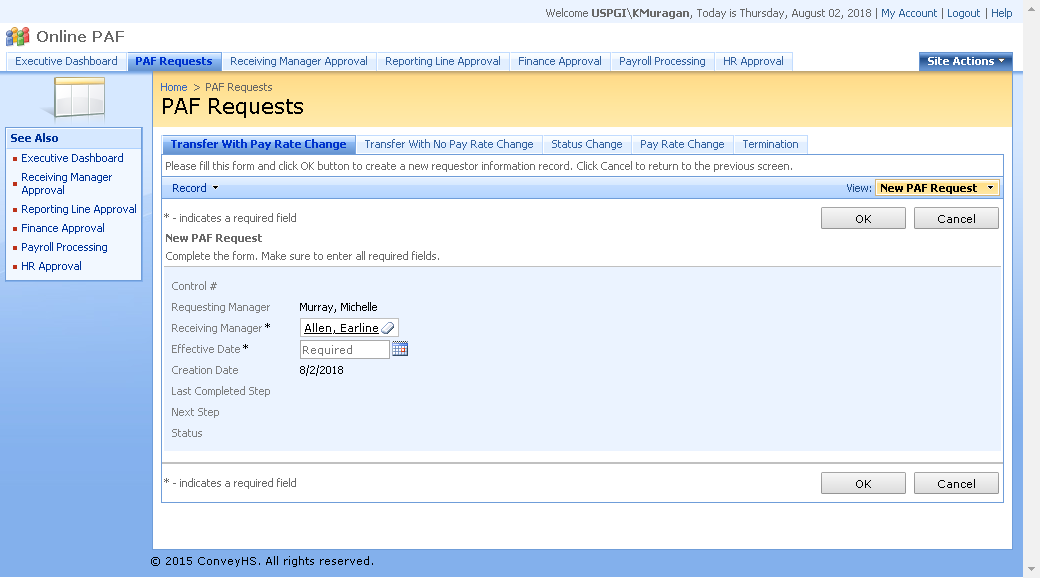 Welcome USPGI\KMuragan, Today is Thursday, August 02, 2018 | My Account | Logout | Help
Online PAF
Executive Dashboard PAF Requests Receiving Manager Approval Reporting Line Approval Finance Approval Payroll Processing HR Approval Site Actions
Home > PAF Requests
PAF Requests
See Also
Executive Dashboard
Receiving Manager
Approval
Reporting Line Approval
Finance Approval
Payroll Processing
HR Approval
Transfer With Pay Rate Change Transfer With No Pay Rate Change Status Change Pay Rate Change Termination
Please fill this form and click OK button to create a new requestor information record. Click Cancel to return to the previous screen.
Record View: New PAF Request
* - indicates a required field OK Cancel
New PAF Request
Complete the form. Make sure to enter all required fields.
Control #
Requesting Manager Murray, Michelle
Receiving Manager * Allen, Earline
Effective Date * Required
Creation Date 8/2/2018
Last Completed Step
Next Step
Status
* - indicates a required field OK Cancel
© 2015 ConveyHS. All rights reserved.